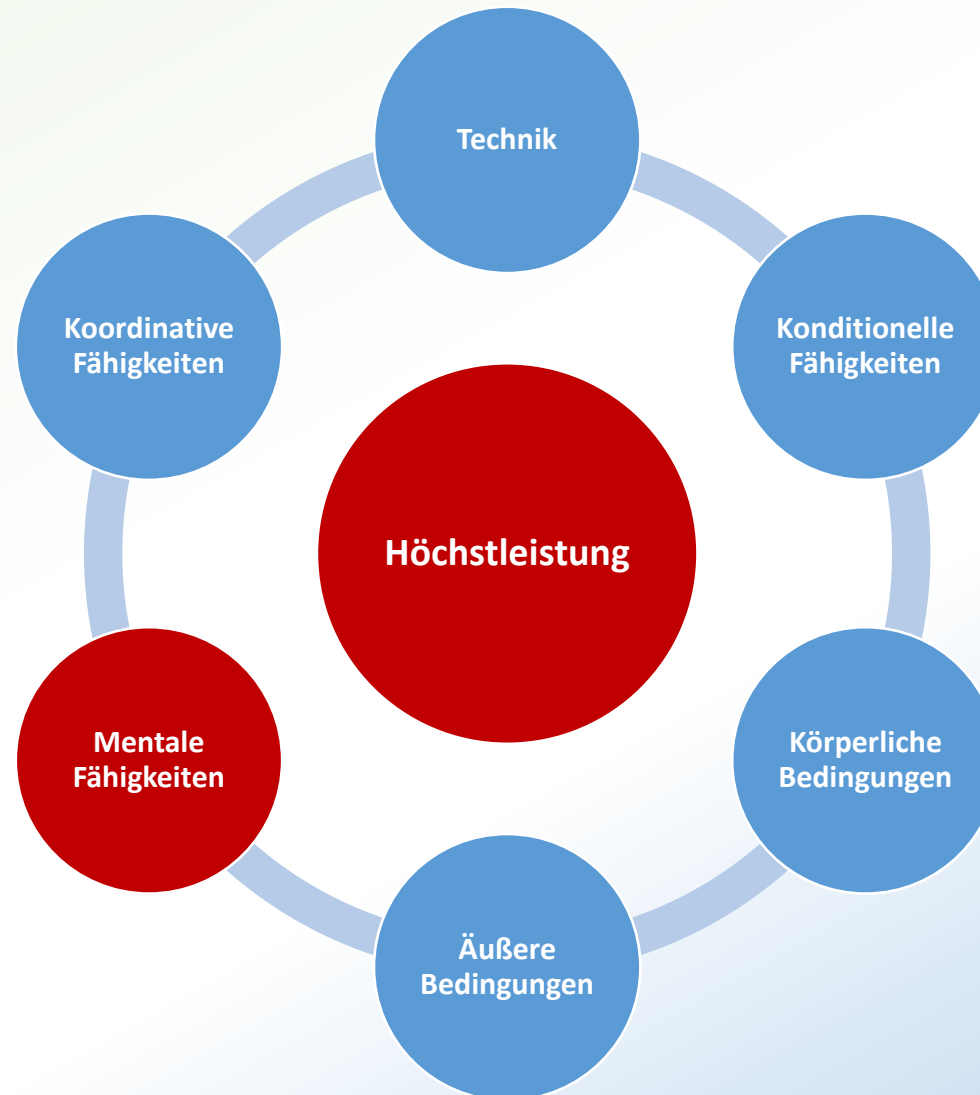 Technik
Koordinative
Fähigkeiten
Konditionelle
Fähigkeiten
Höchstleistung
Mentale
Fähigkeiten
Körperliche
Bedingungen
Äußere
Bedingungen